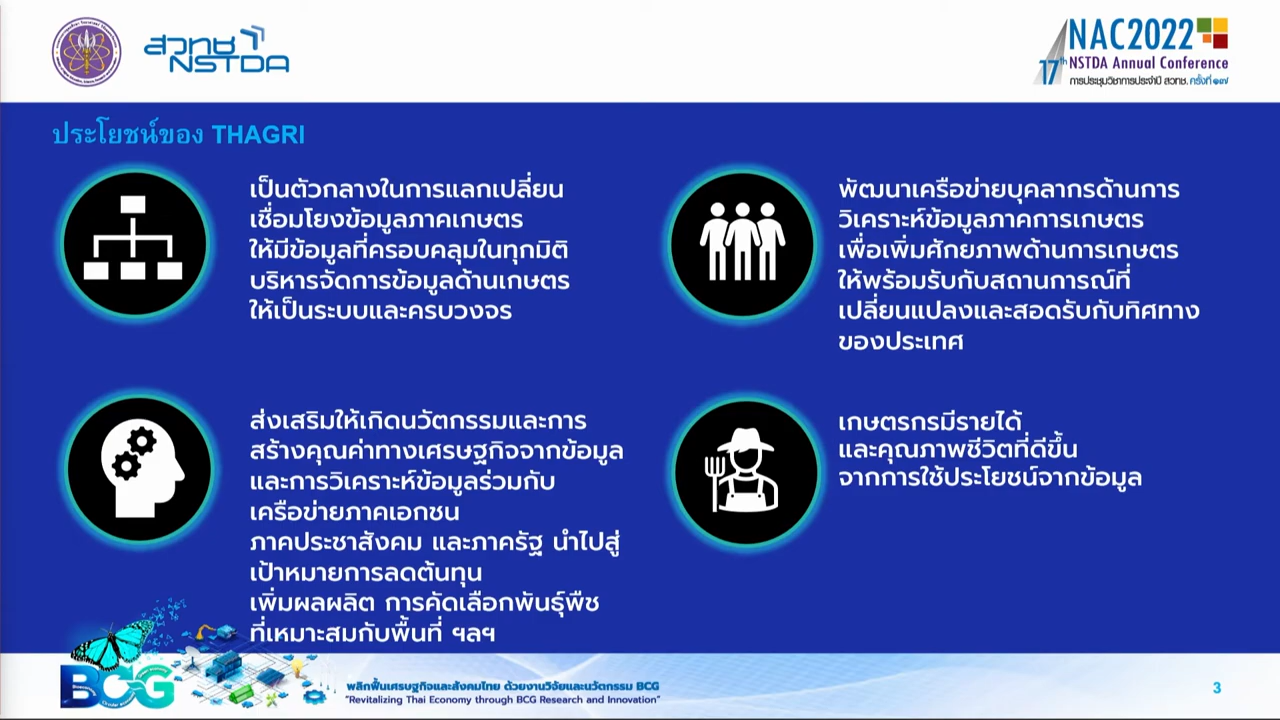 สวทช
NSTDA
NAC2022
17th NSTDA Annual Conference
การประชุมวิชาการประจำปี สวทช. ครั้งที่ ๑๗
ประโยชน์ของ THAGRI
เป็นตัวกลางในการแลกเปลี่ยน
เชื่อมโยงข้อมูลภาคเกษตร
ให้มีข้อมูลที่ครอบคลุมในทุกมิติ
บริหารจัดการข้อมูลด้านเกษตร
ให้เป็นระบบและครบวงจร
พัฒนาเครือข่ายบุคลากรด้านการ
วิเคราะห์ข้อมูลภาคการเกษตร
เพื่อเพิ่มศักยภาพด้านการเกษตร
ให้พร้อมรับกับสถานการณ์ที่
เปลี่ยนแปลงและสอดรับกับทิศทาง
ของประเทศ
ส่งเสริมให้เกิดนวัตกรรมและการ
สร้างคุณค่าทางเศรษฐกิจจากข้อมูล
และการวิเคราะห์ข้อมูลร่วมกับ
เครือข่ายภาคเอกชน
ภาคประชาสังคม และภาครัฐ นำไปสู่
เป้าหมายการลดต้นทุน
เพิ่มผลผลิต การคัดเลือกพันธุ์พืช
ที่เหมาะสมกับพื้นที่ ฯลฯ
เกษตรกรมีรายได้
และคุณภาพชีวิตที่ดีขึ้น
จากการใช้ประโยชน์จากข้อมูล
BCG
พลิกฟื้นเศรษฐกิจและสังคมไทย ด้วยงานวิจัยและนวัตกรรม BCG
"Revitalizing Thai Economy through BCG Research and Innovation"
3